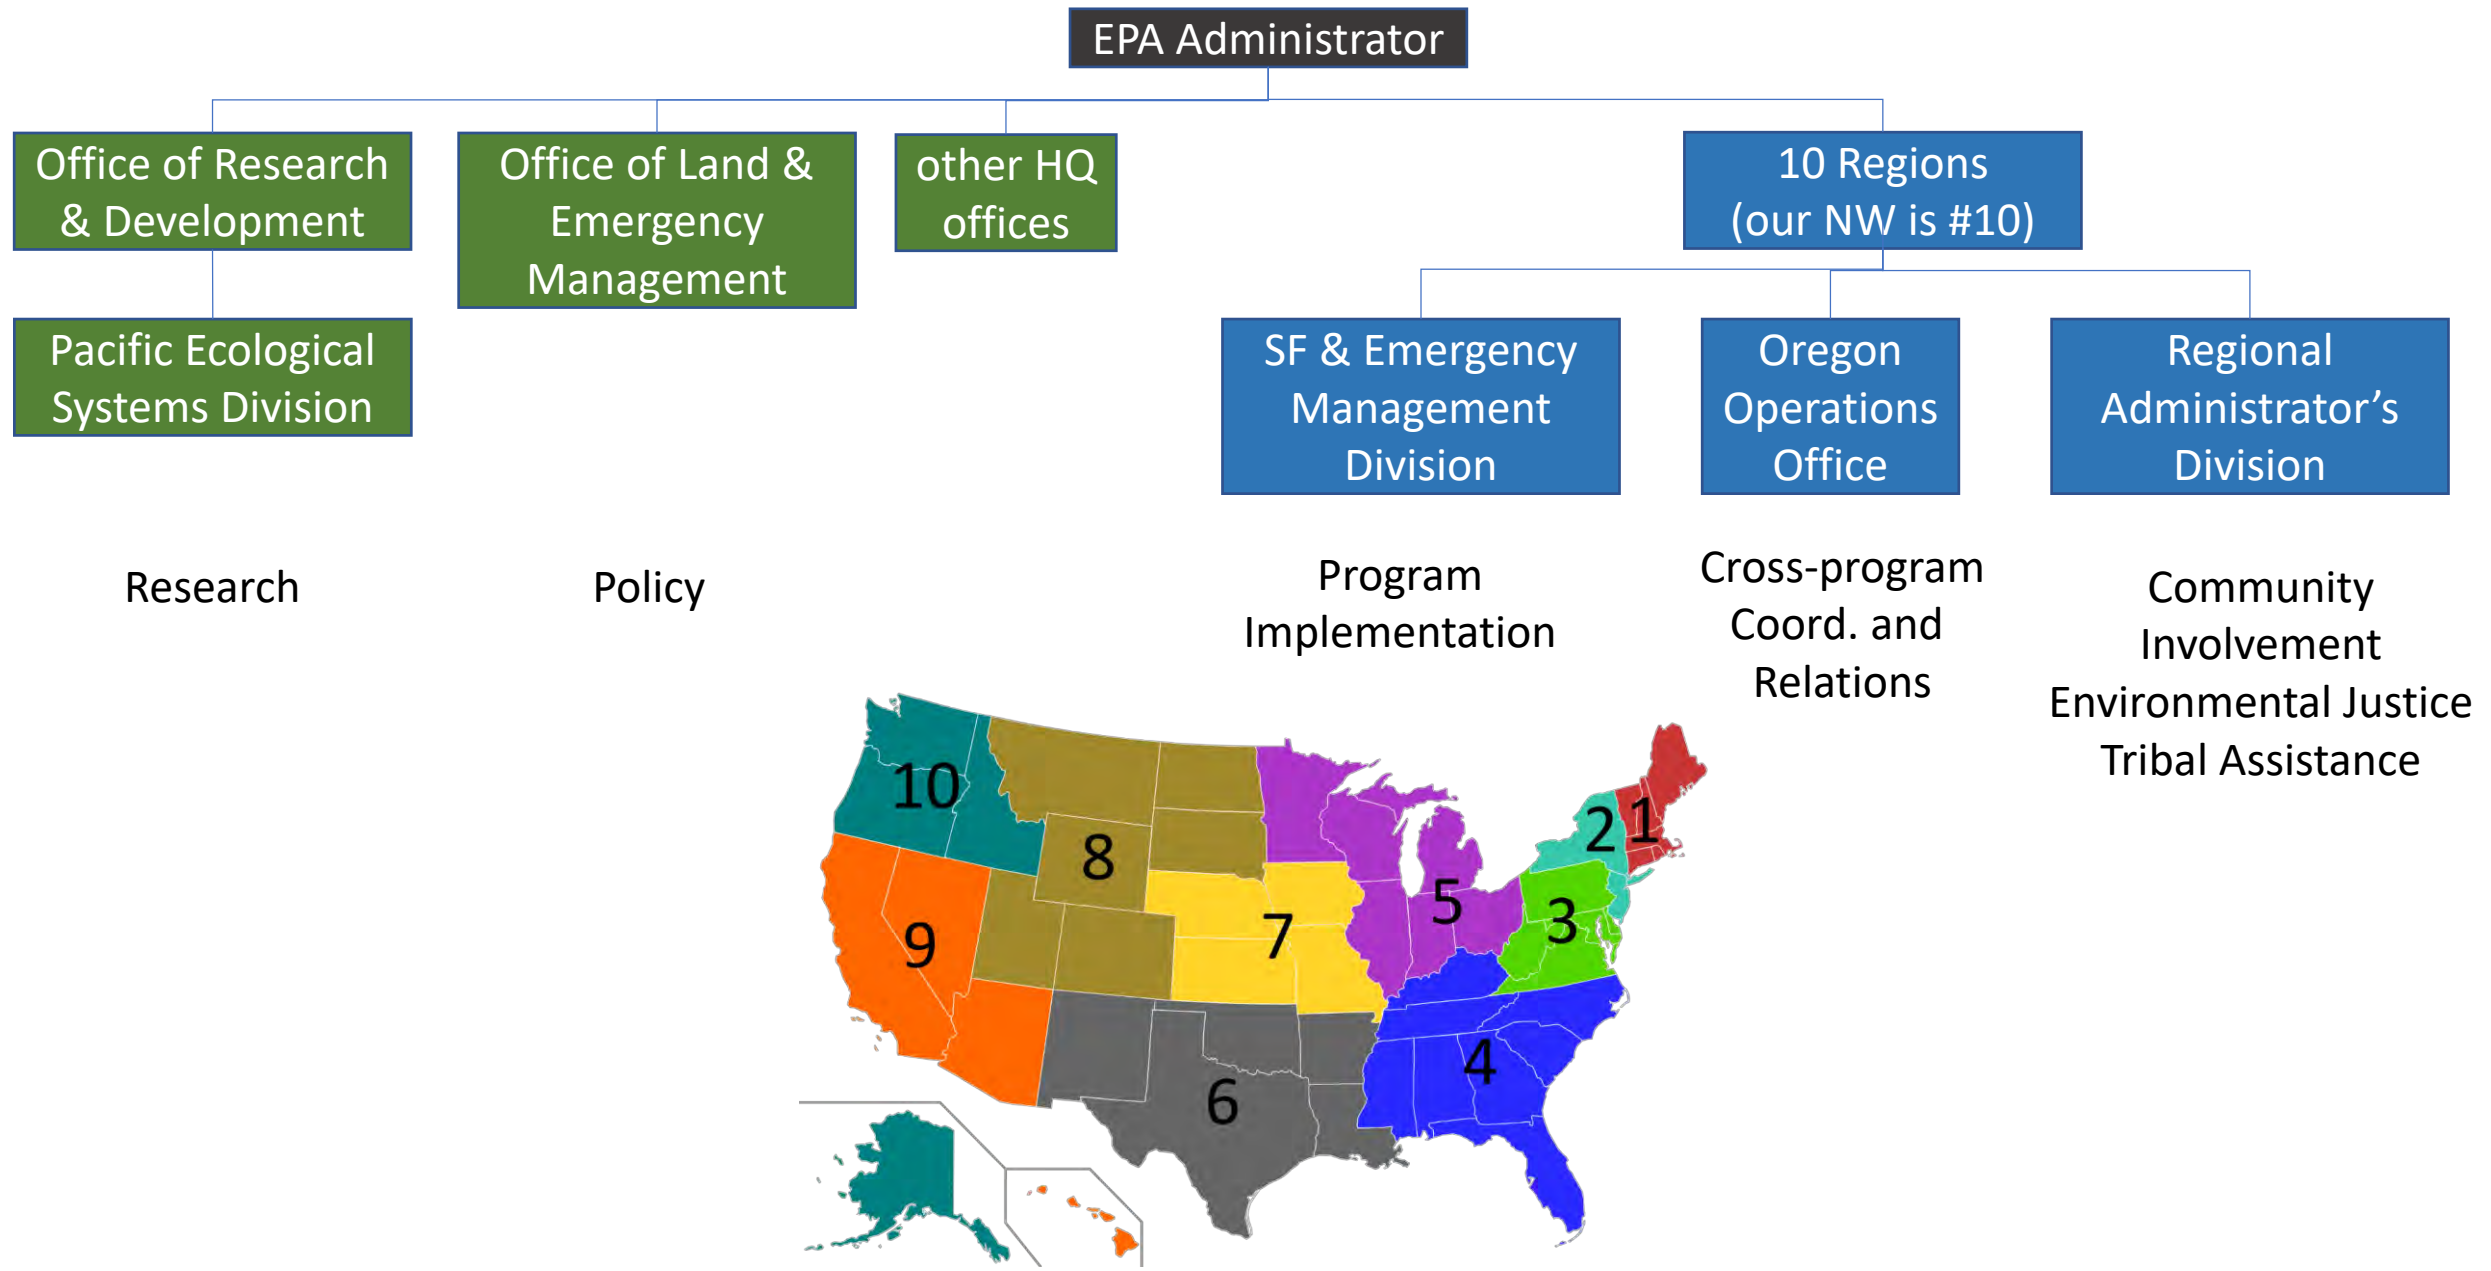 EPA Administrator
Office of Research
& Development
Office of Land &
Emergency
Management
other HQ
offices
10 Regions
(our NW is #10)
Pacific Ecological
Systems Division
SF & Emergency
Management
Division
Oregon
Operations
Office
Regional
Administrator’s
Division
Research
Policy
Program
Implementation
Cross-program
Coord. and
Relations
Community
Involvement
Environmental Justice
Tribal Assistance
10
8
9
7
5
2
1
3
4
6